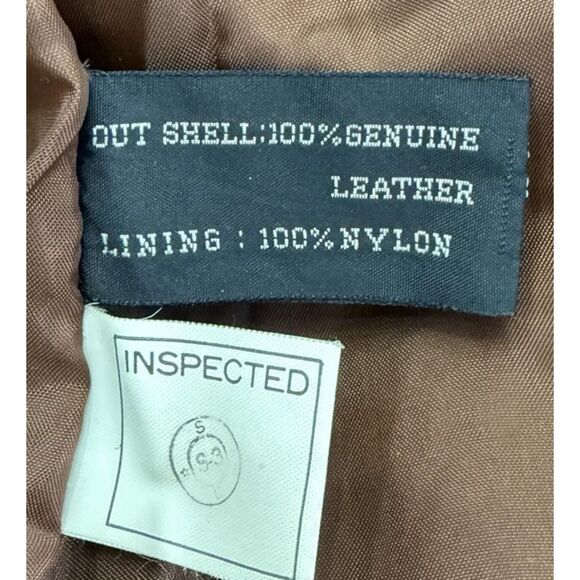 OUT SHELL:100%GENUINE
LEATHER
LINING : 100%NYLON
INSPECTED
S